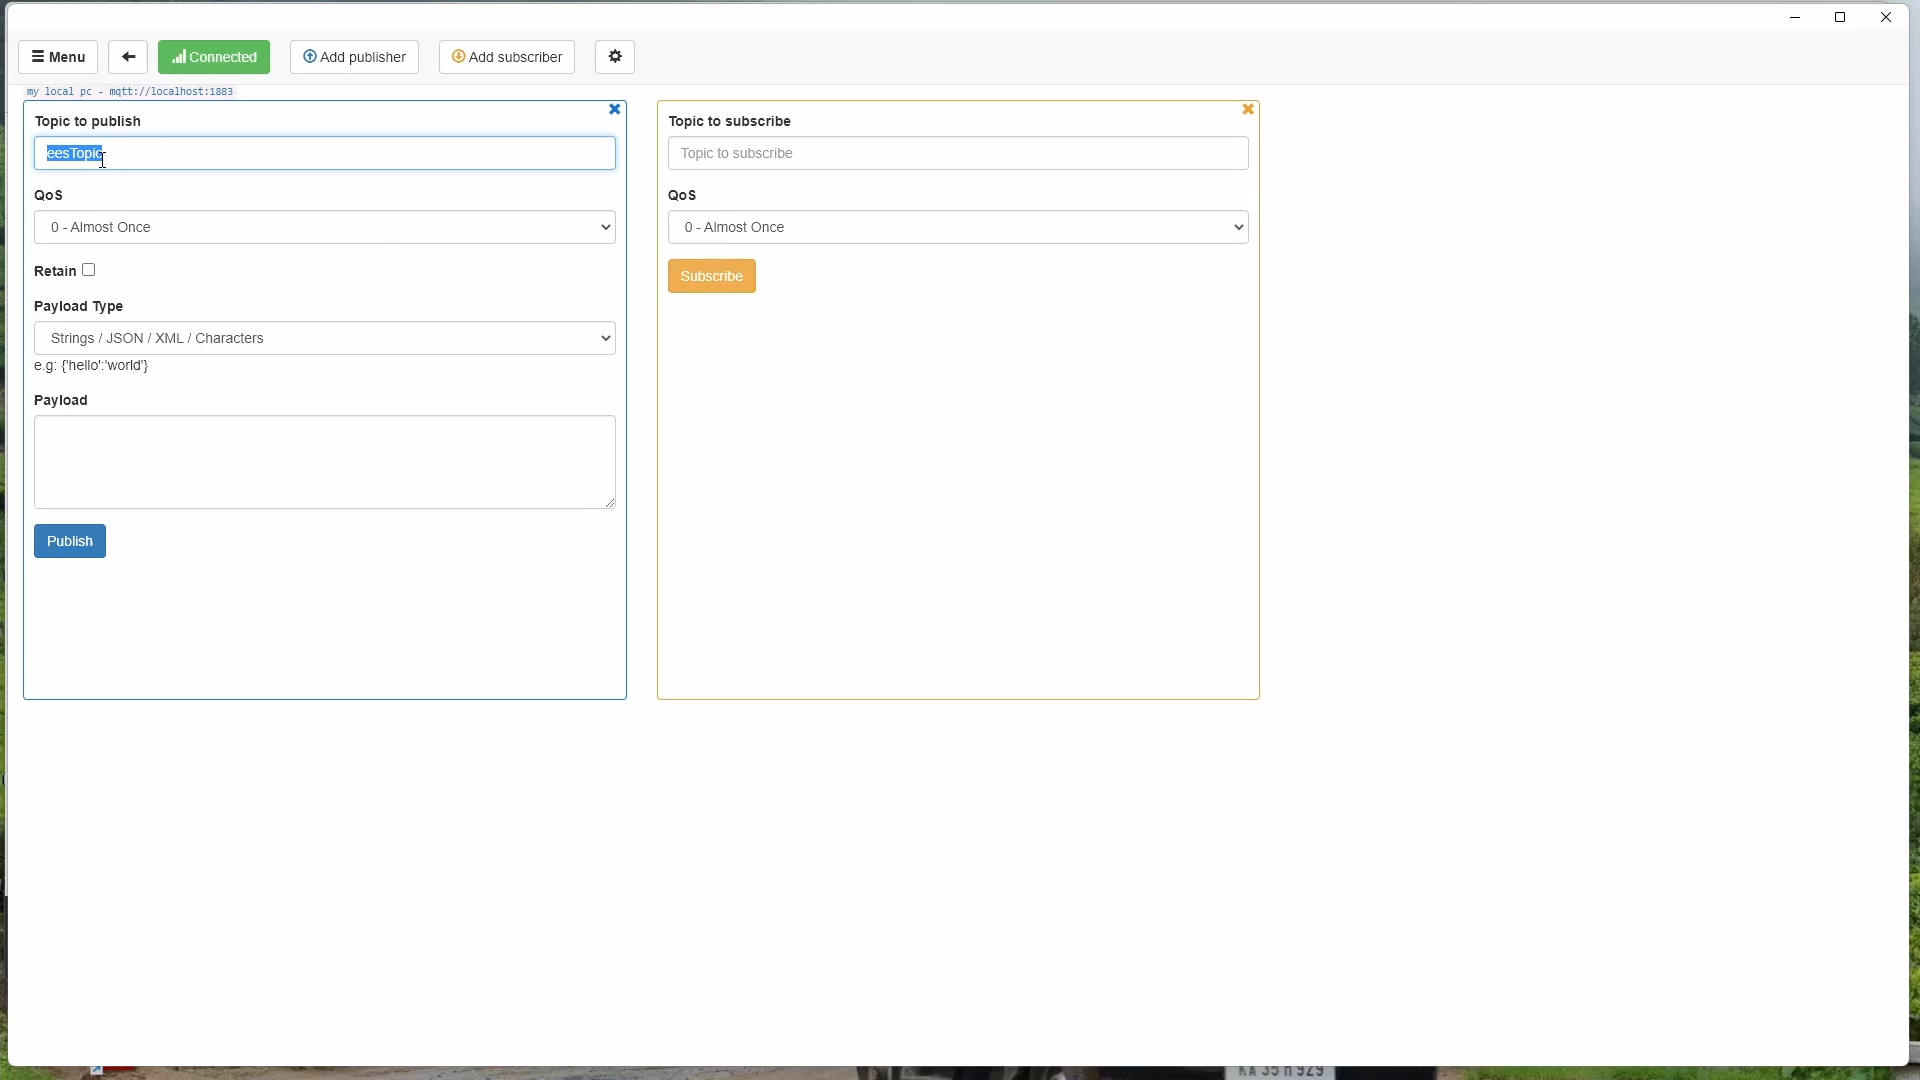 Menu
Connected
Add publisher
Add subscriber
my local pc - mqtt://localhost:1883
Topic to publish
eesTopic
QoS
0 - Almost Once
Retain
Payload Type
Strings / JSON / XML / Characters
e.g: {'hello':'world'}
Payload
Publish
Topic to subscribe
Topic to subscribe
QoS
0 - Almost Once
Subscribe